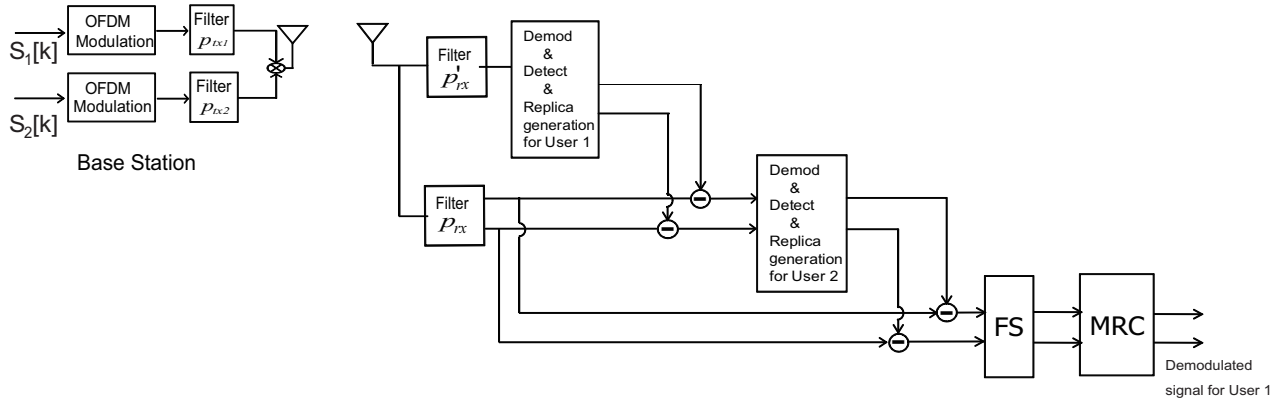 S1[k]
OFDM
Modulation
Filter
ptx1
S2[k]
OFDM
Modulation
Filter
ptx2
Base Station
Filter
p'rx
Demod
&
Detect
&
Replica
generation
for User 1
Filter
prx
Demod
&
Detect
&
Replica
generation
for User 2
FS
MRC
Demodulated
signal for User 1